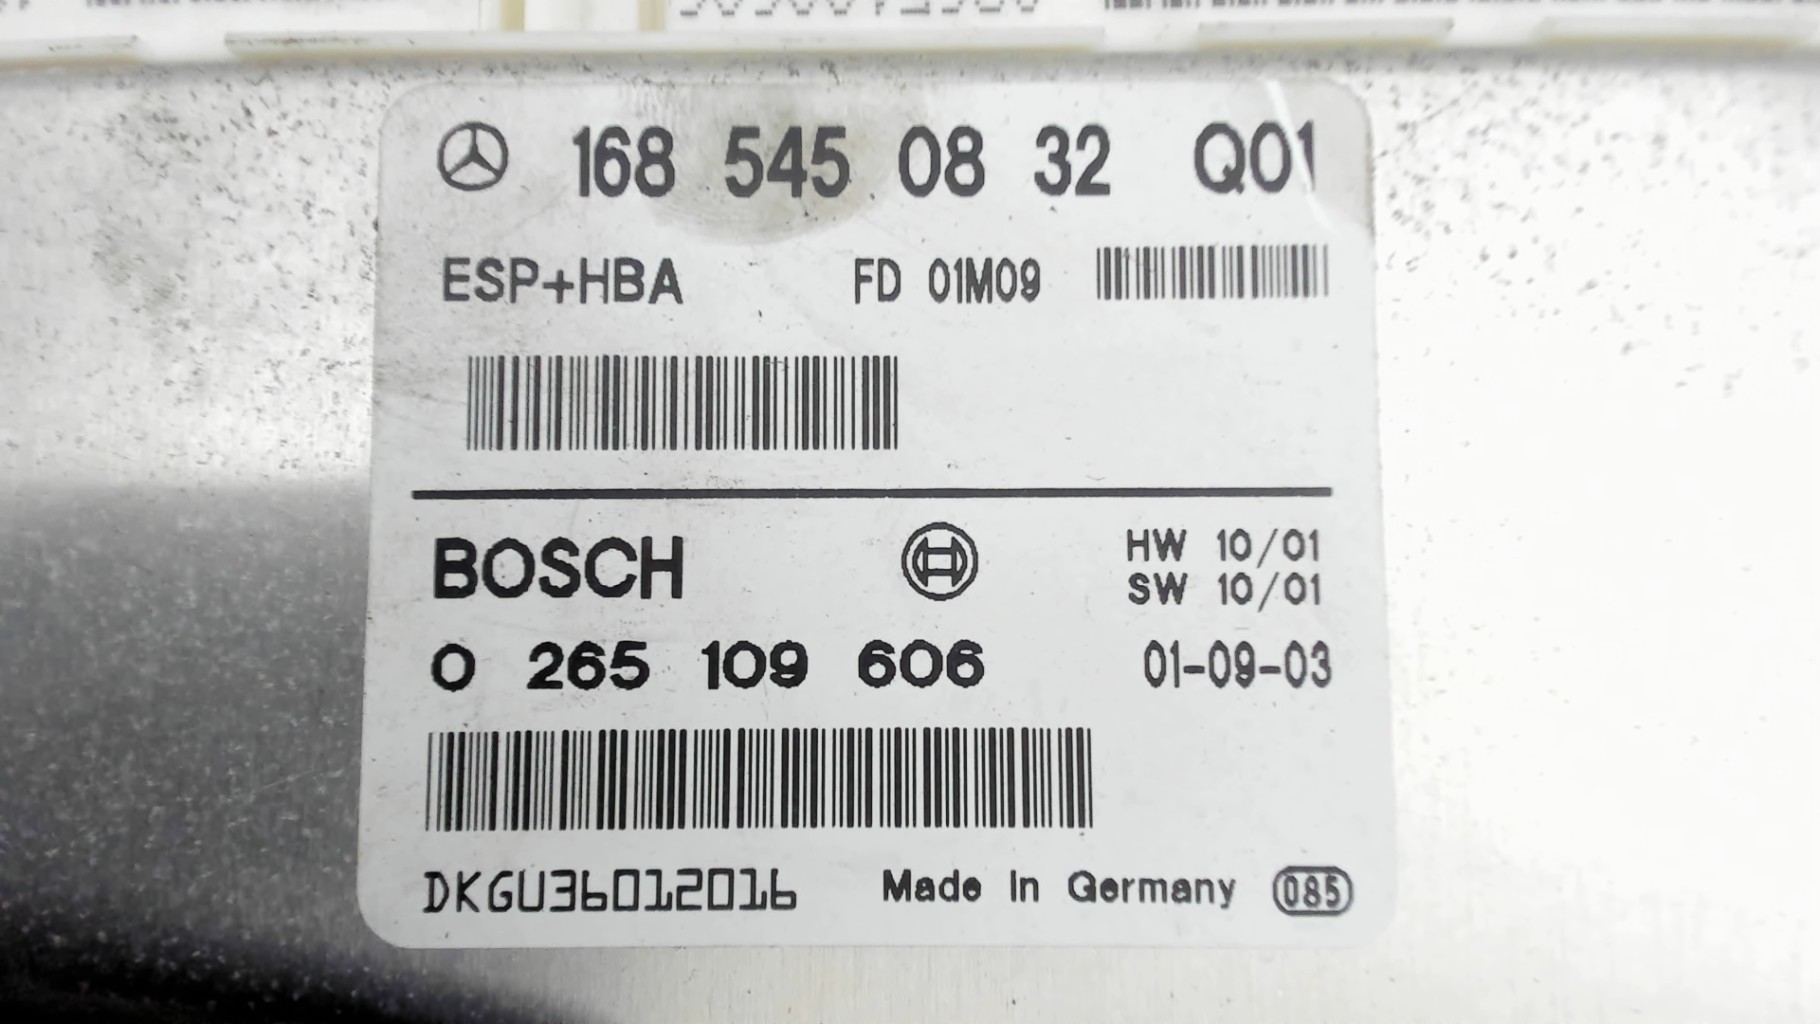 168 545 08 32 Q01
ESP+HBA FD 01M09
BOSCH HW 10/01
SW 10/01
0 265 109 606 01-09-03
DKGU36012016 Made In Germany 085